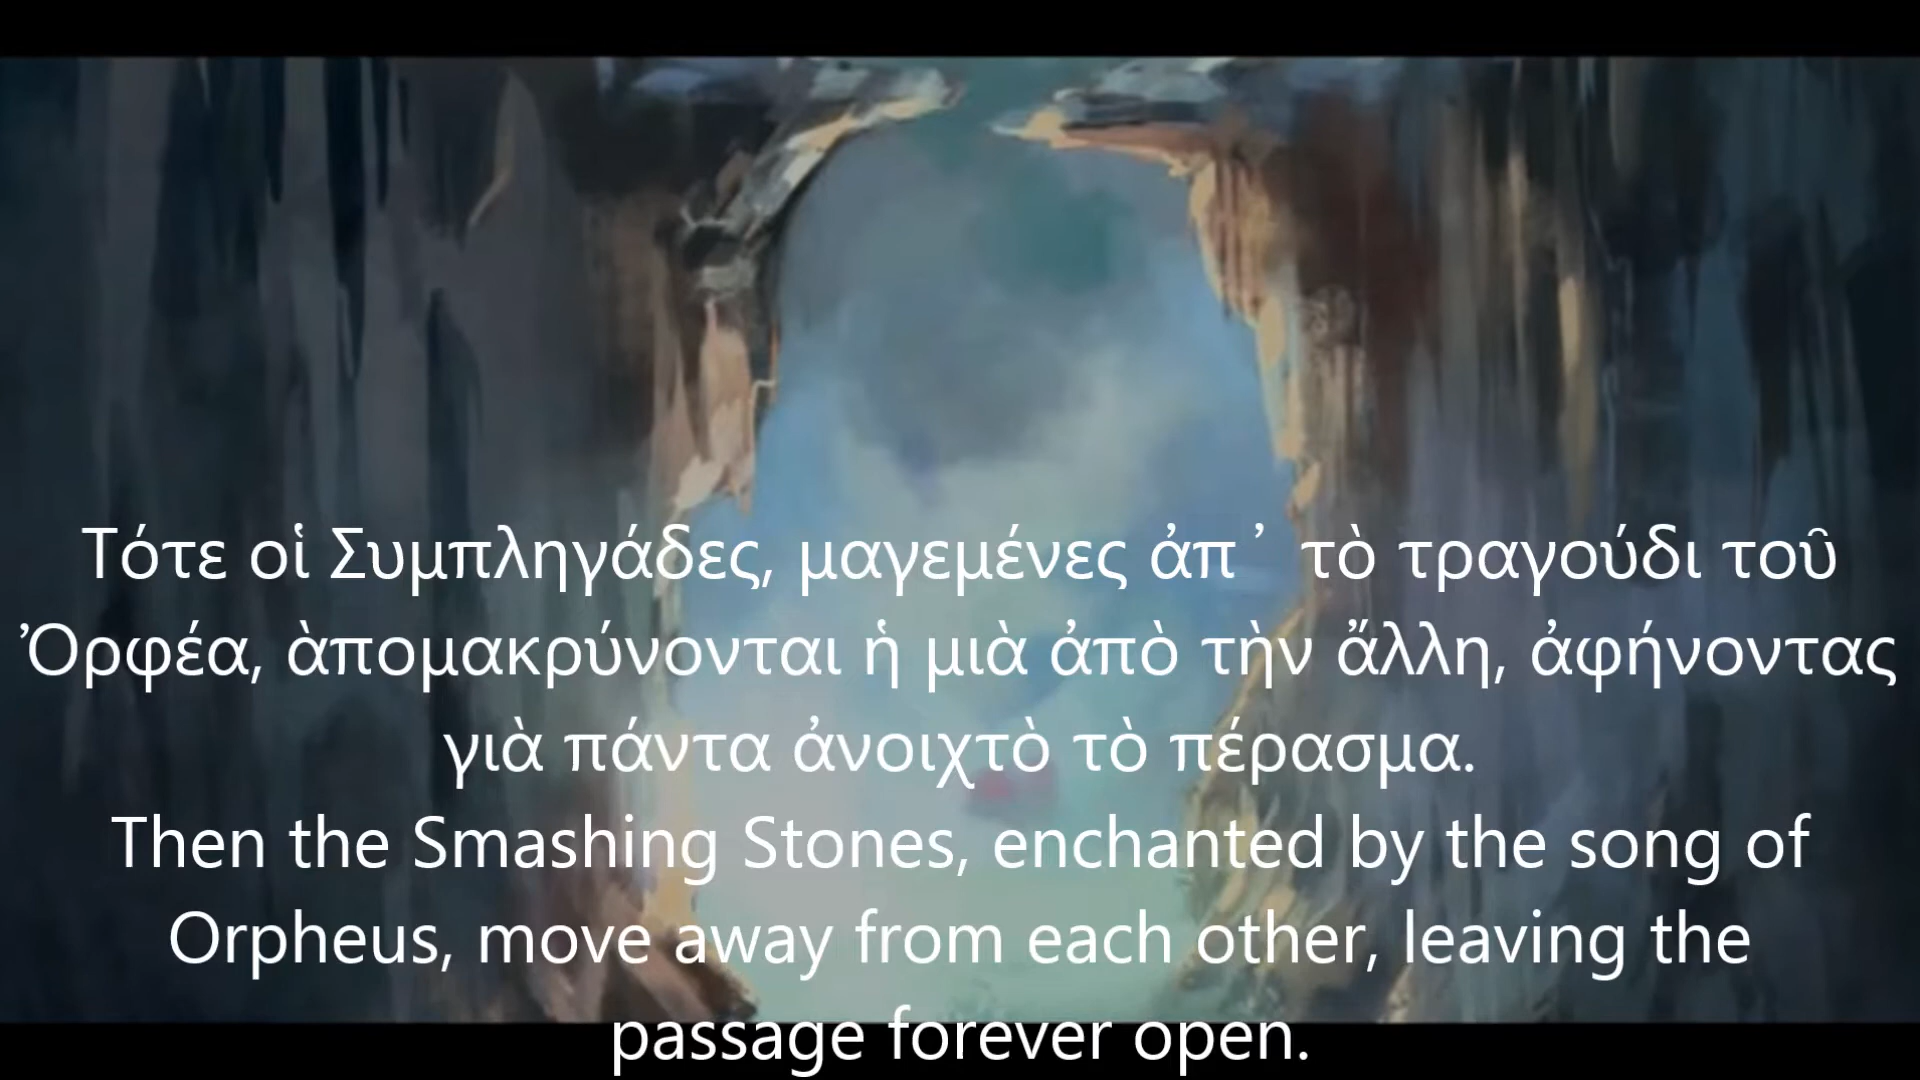 Τότε οἱ Συμπληγάδες, μαγεμένες ἀπ᾽ τὸ τραγούδι τοῦ
Ὀρφέα, ὰπομακρύνονται ἡ μιὰ ἀπὸ τὴν ἄλλη, ἀφήνοντας
γιὰ πάντα ἀνοιχτὸ τὸ πέρασμα.
Then the Smashing Stones, enchanted by the song of
Orpheus, move away from each other, leaving the
passage forever open.